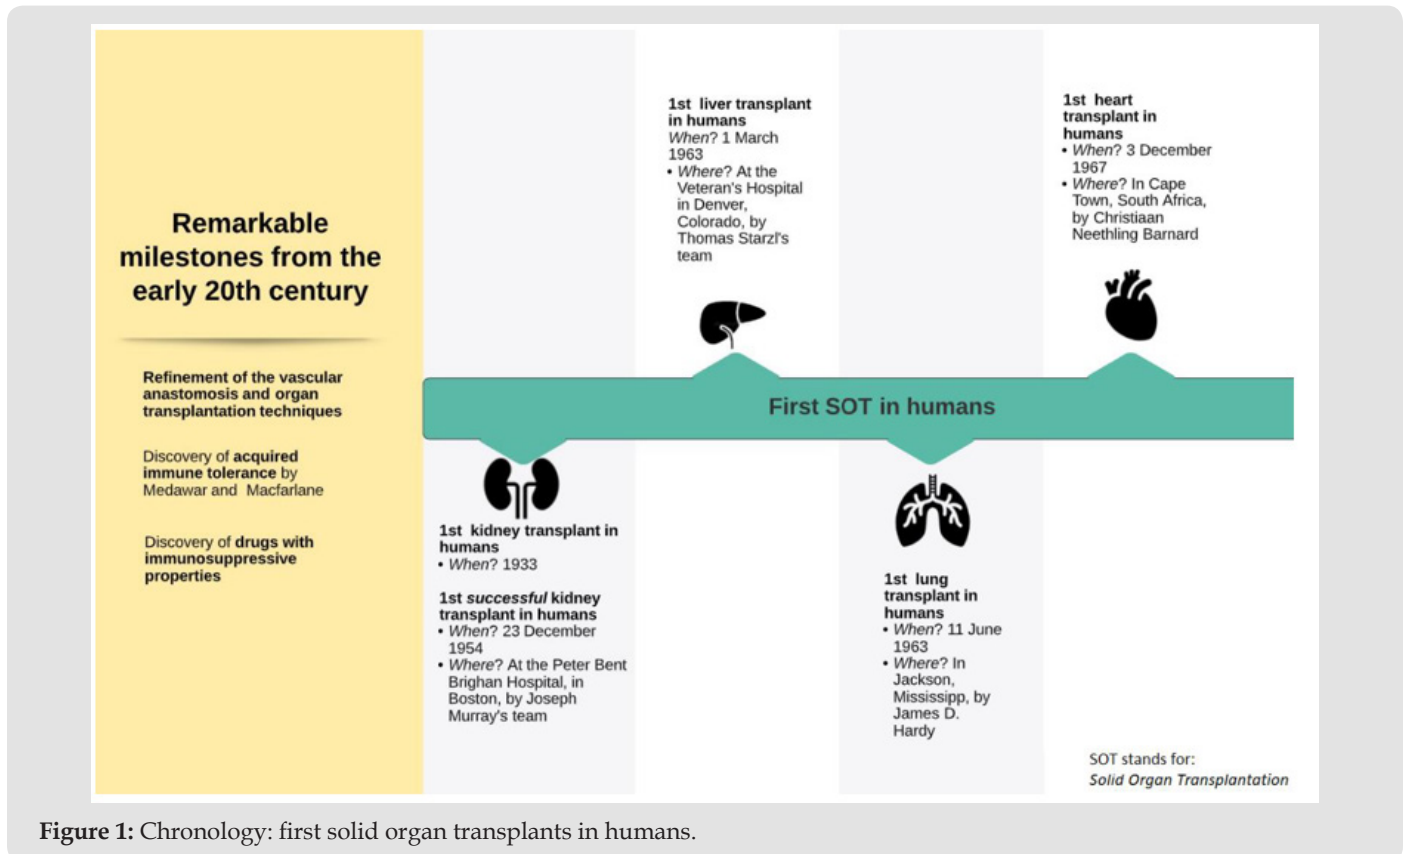 Remarkable
milestones from the
early 20th century
Refinement of the vascular
anastomosis and organ
transplantation techniques
Discovery of acquired
immune tolerance by
Medawar and Macfarlane
Discovery of drugs with
immunosuppressive
properties
First SOT in humans
1st kidney transplant in
humans
• When? 1933
1st successful kidney
transplant in humans
• When? 23 December
1954
• Where? At the Peter Bent
Brighan Hospital, in
Boston, by Joseph
Murray's team
1st liver transplant
in humans
When? 1 March
1963
• Where? At the
Veteran's Hospital
in Denver,
Colorado, by
Thomas Starzl's
team
1st lung
transplant in
humans
• When? 11 June
1963
• Where? In
Jackson,
Mississipp, by
James D.
Hardy
1st heart
transplant in
humans
• When? 3 December
1967
• Where? In Cape
Town, South Africa,
by Christiaan
Neethling Barnard
SOT stands for:
Solid Organ Transplantation
Figure 1: Chronology: first solid organ transplants in humans.